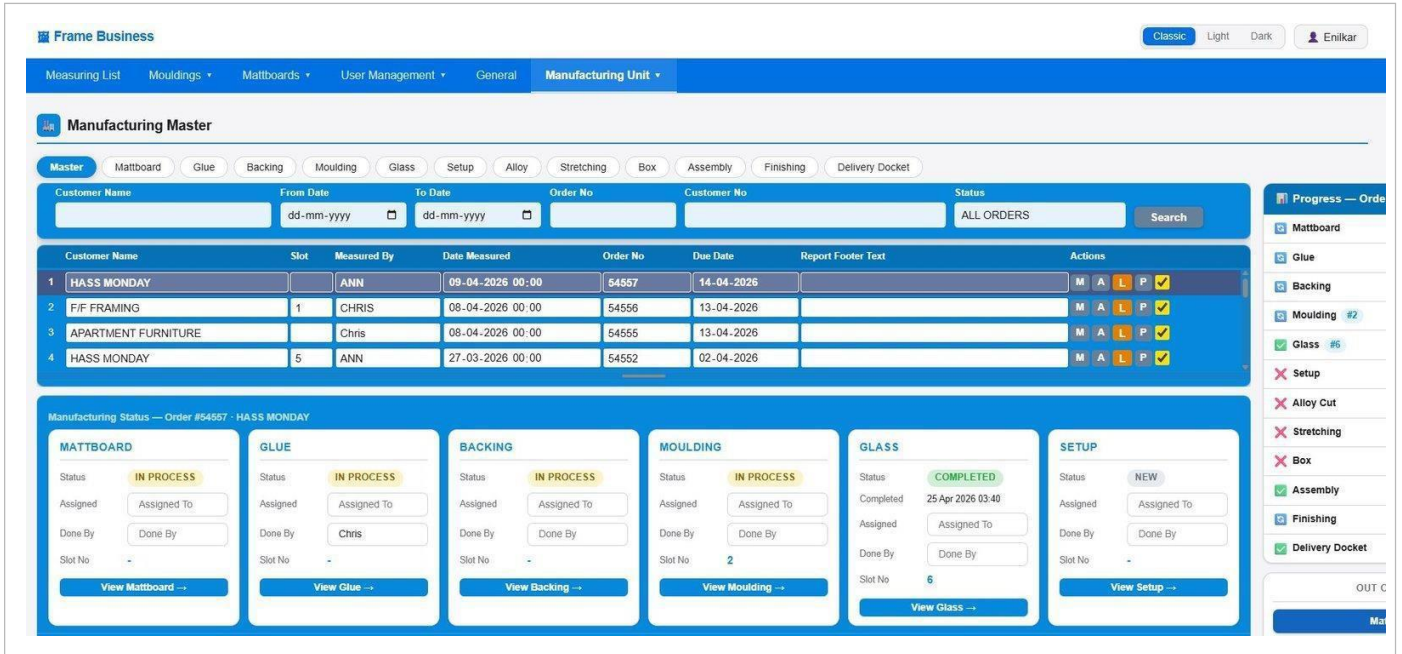 Frame Business
Classic Light Dark Enilkar
Measuring List Mouldings Mattboards User Management General Manufacturing Unit
Manufacturing Master
Master Mattboard Glue Backing Moulding Glass Setup Alloy Stretching Box Assembly Finishing Delivery Docket
Customer Name From Date To Date Order No Customer No Status
dd-mm-yyyy dd-mm-yyyy ALL ORDERS Search
Customer Name Slot Measured By Date Measured Order No Due Date Report Footer Text Actions
1 HASS MONDAY ANN 09-04-2026 00:00 54557 14-04-2026 M A L P
2 F/F FRAMING 1 CHRIS 08-04-2026 00:00 54556 13-04-2026 M A L P
3 APARTMENT FURNITURE Chris 08-04-2026 00:00 54555 13-04-2026 M A L P
4 HASS MONDAY 5 ANN 27-03-2026 00:00 54552 02-04-2026 M A L P
Manufacturing Status — Order #54557 · HASS MONDAY
MATTBOARD
Status IN PROCESS
Assigned Assigned To
Done By Done By
Slot No -
View Mattboard →
GLUE
Status IN PROCESS
Assigned Assigned To
Done By Chris
Slot No -
View Glue →
BACKING
Status IN PROCESS
Assigned Assigned To
Done By Done By
Slot No -
View Backing →
MOULDING
Status IN PROCESS
Assigned Assigned To
Done By Done By
Slot No 2
View Moulding →
GLASS
Status COMPLETED
Completed 25 Apr 2026 03:40
Assigned Assigned To
Done By Done By
Slot No 6
View Glass →
SETUP
Status NEW
Assigned Assigned To
Done By Done By
Slot No -
View Setup →
Progress — Orde
Mattboard
Glue
Backing
Moulding #2
Glass #6
Setup
Alloy Cut
Stretching
Box
Assembly
Finishing
Delivery Docket
OUT
Mat